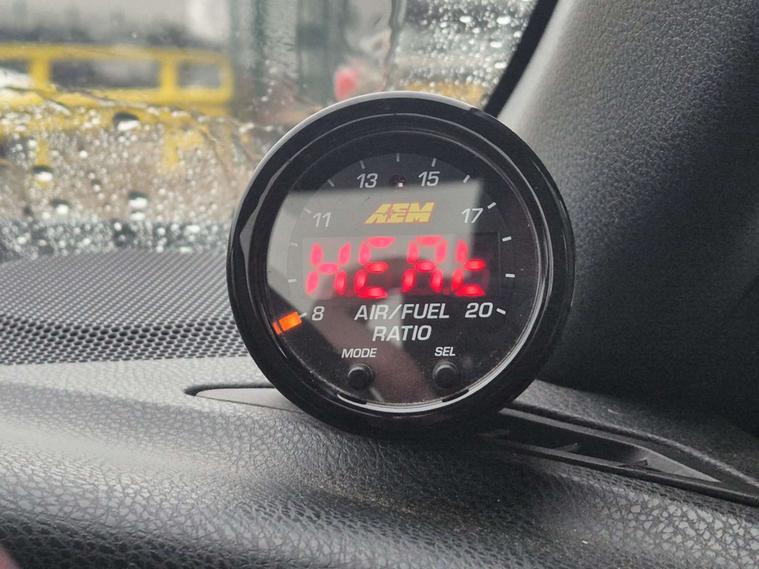 13 15
11 AEM 17
HEAt
8 AIR/FUEL 20
RATIO
MODE SEL